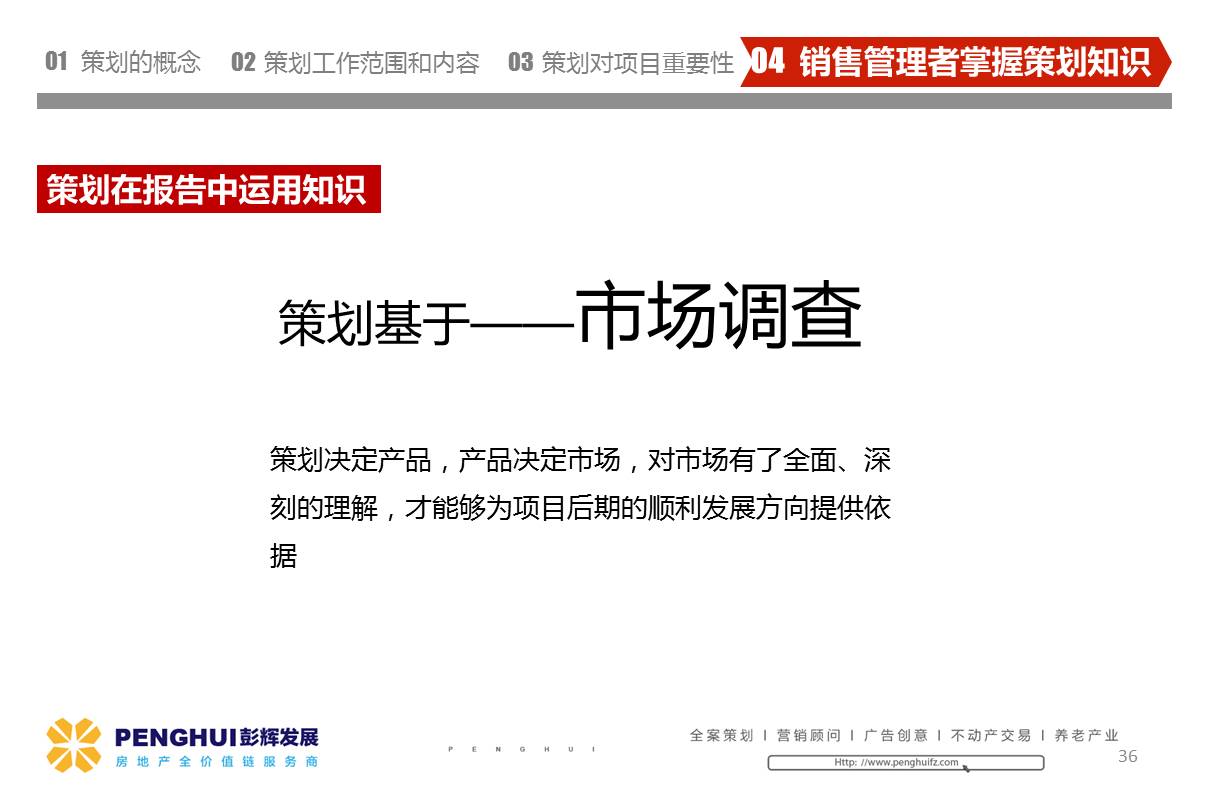 01 策划的概念 02 策划工作范围和内容 03 策划对项目重要性 04 销售管理者掌握策划知识
策划在报告中运用知识
策划基于——市场调查
策划决定产品，产品决定市场，对市场有了全面、深
刻的理解，才能够为项目后期的顺利发展方向提供依
据
PENGHUI彭辉发展
房地产全价值链服务商
PENGHUI
全案策划 I 营销顾问 I 广告创意 I 不动产交易 I 养老产业
Http: //www.penghuifz.com
36